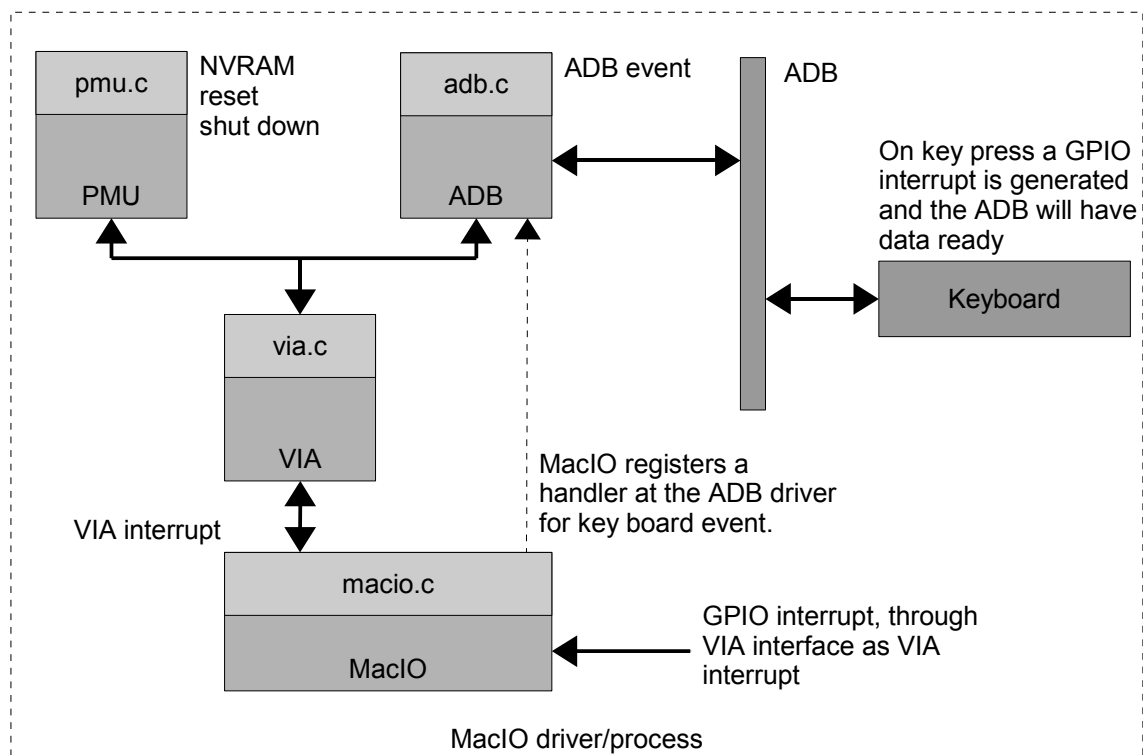 pmu.c
PMU
NVRAM
reset
shut down
adb.c
ADB
ADB event
ADB
On key press a GPIO
interrupt is generated
and the ADB will have
data ready
Keyboard
via.c
VIA
VIA interrupt
MacIO registers a
handler at the ADB driver
for key board event.
macio.c
MacIO
GPIO interrupt, through
VIA interface as VIA
interrupt
MacIO driver/process